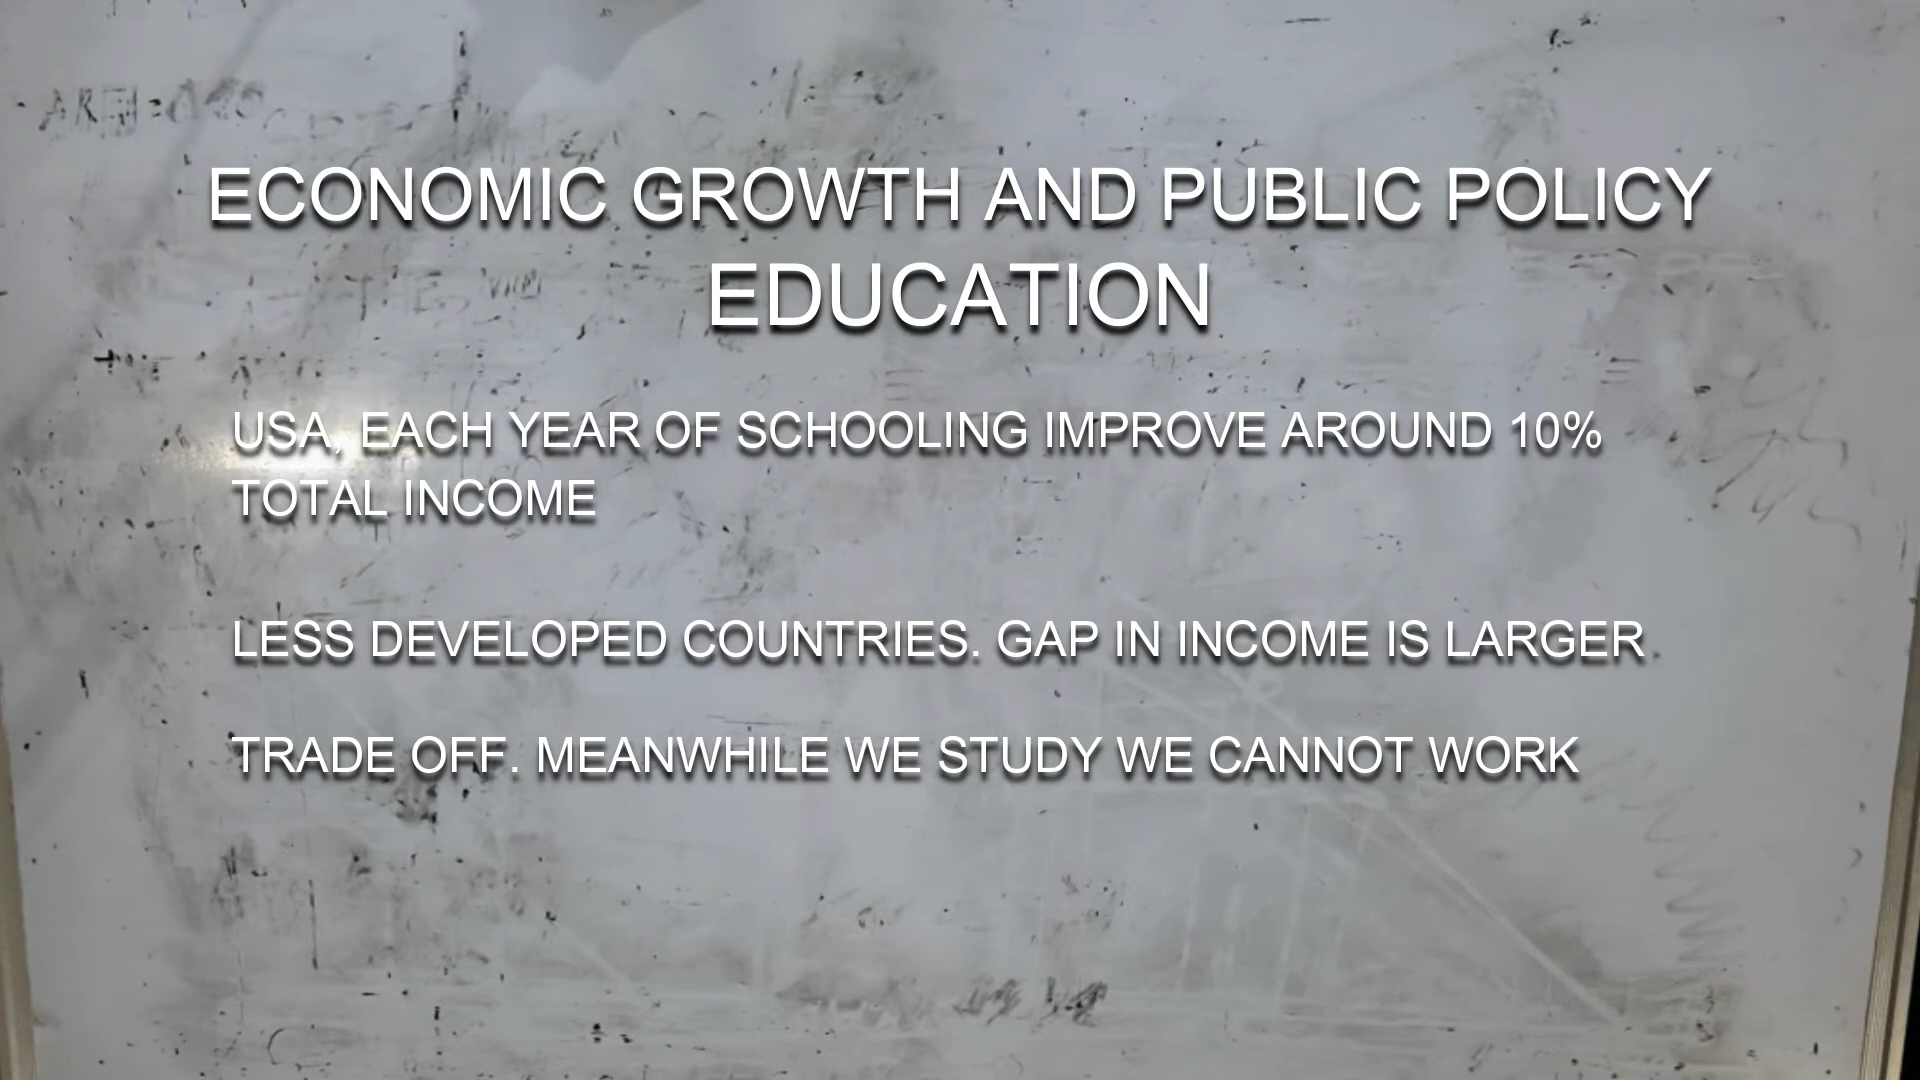 ECONOMIC GROWTH AND PUBLIC POLICY
EDUCATION
USA, EACH YEAR OF SCHOOLING IMPROVE AROUND 10%
TOTAL INCOME
LESS DEVELOPED COUNTRIES. GAP IN INCOME IS LARGER.
TRADE OFF. MEANWHILE WE STUDY WE CANNOT WORK